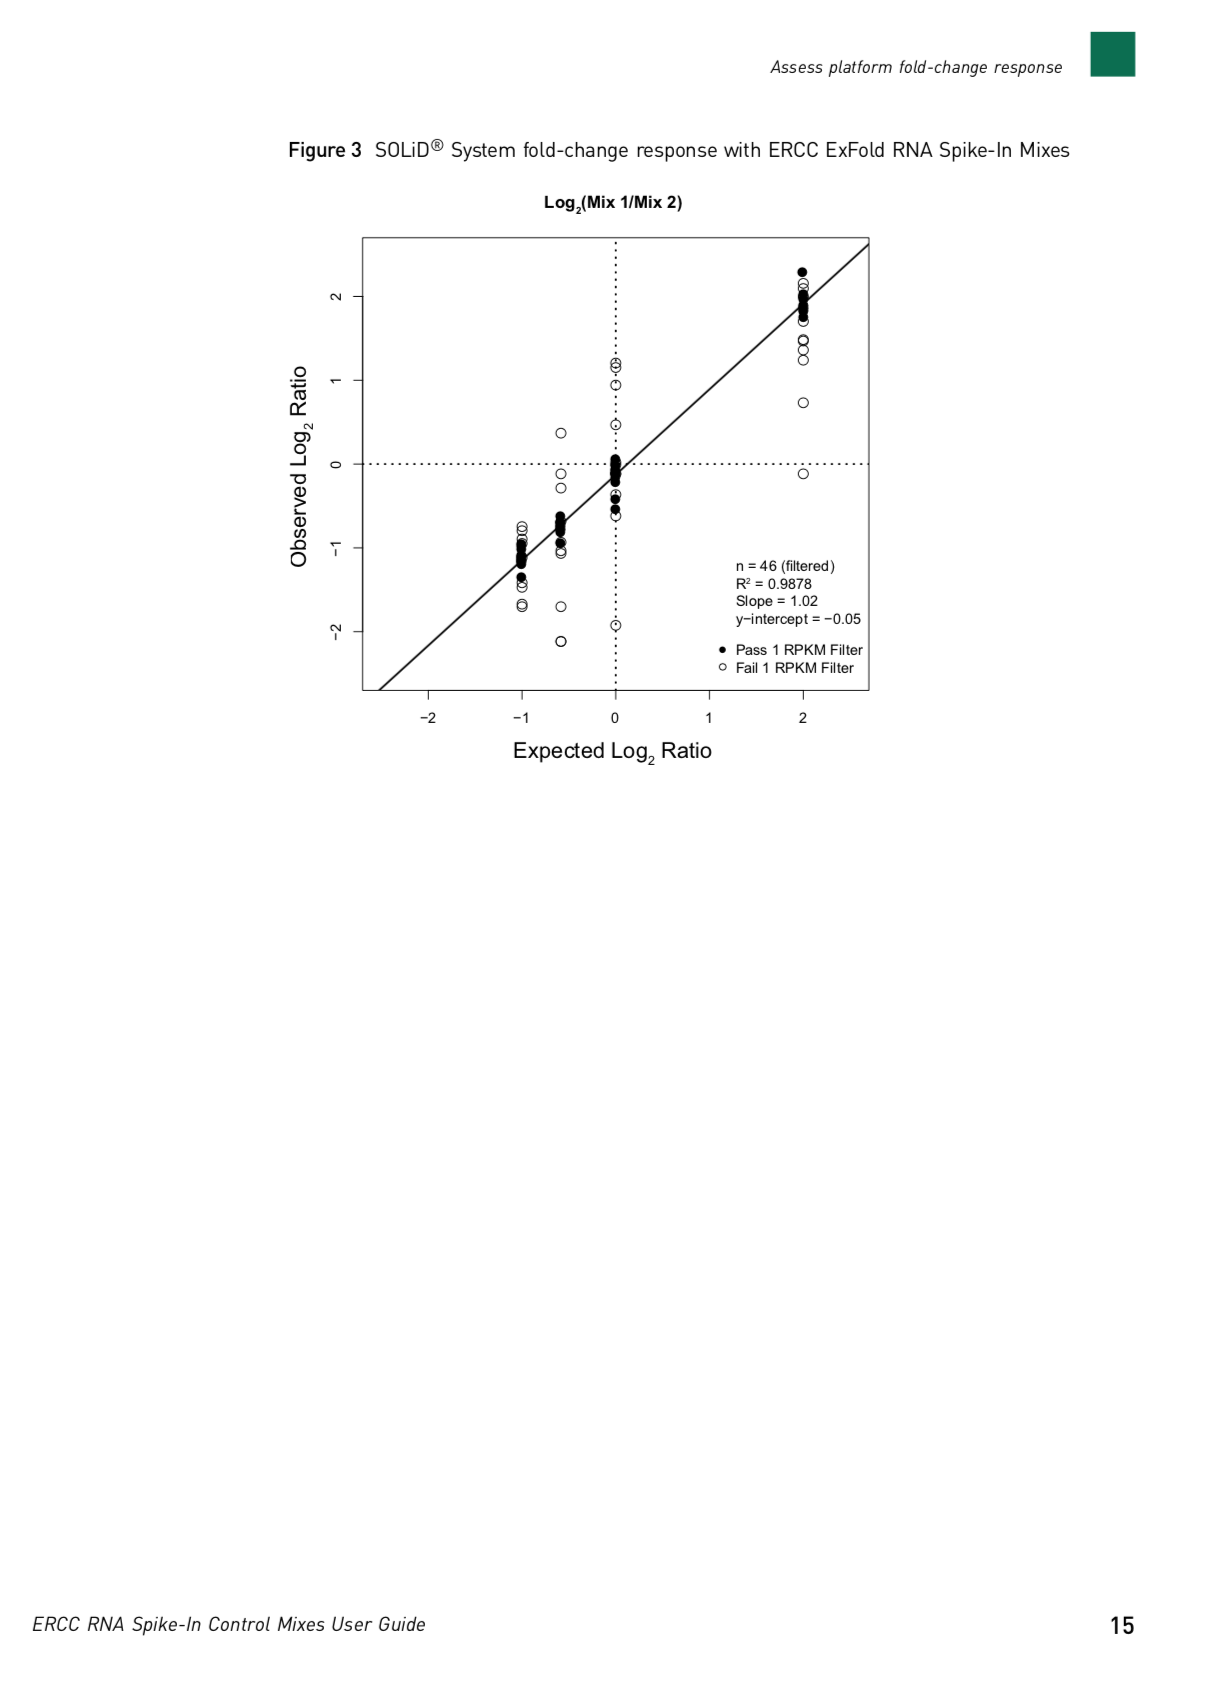 Assess platform fold-change response
Figure 3 SOLiD® System fold-change response with ERCC ExFold RNA Spike-In Mixes
Log₂(Mix 1/Mix 2)
Observed Log₂ Ratio
2
1
0
−1
−2
n = 46 (filtered)
R² = 0.9878
Slope = 1.02
y−intercept = −0.05
Pass 1 RPKM Filter
Fail 1 RPKM Filter
−2 −1 0 1 2
Expected Log₂ Ratio
ERCC RNA Spike-In Control Mixes User Guide 15